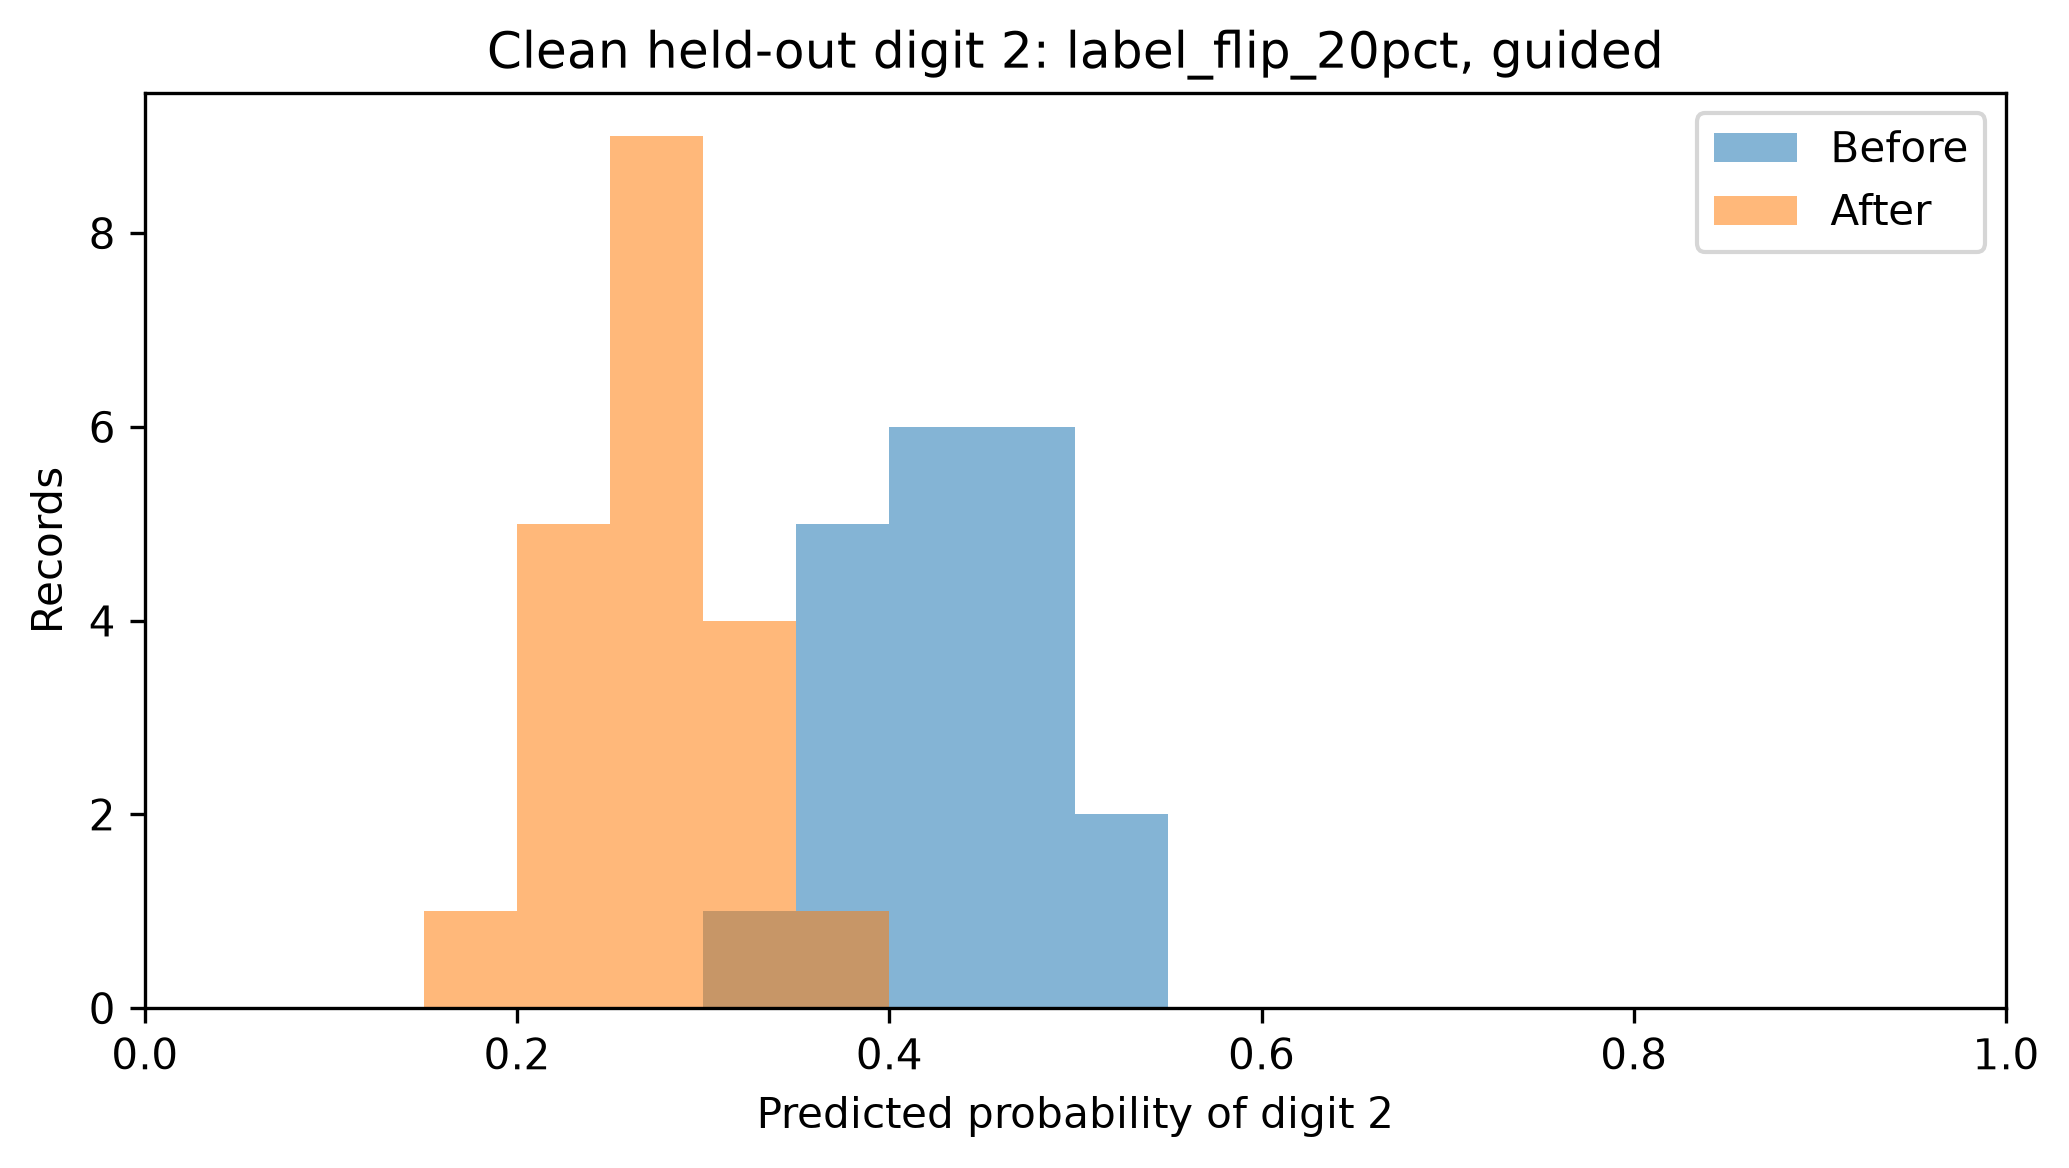 Clean held-out digit 2: label_flip_20pct, guided
Before
After
Records
8
6
4
2
0
0.0 0.2 0.4 0.6 0.8 1.0
Predicted probability of digit 2